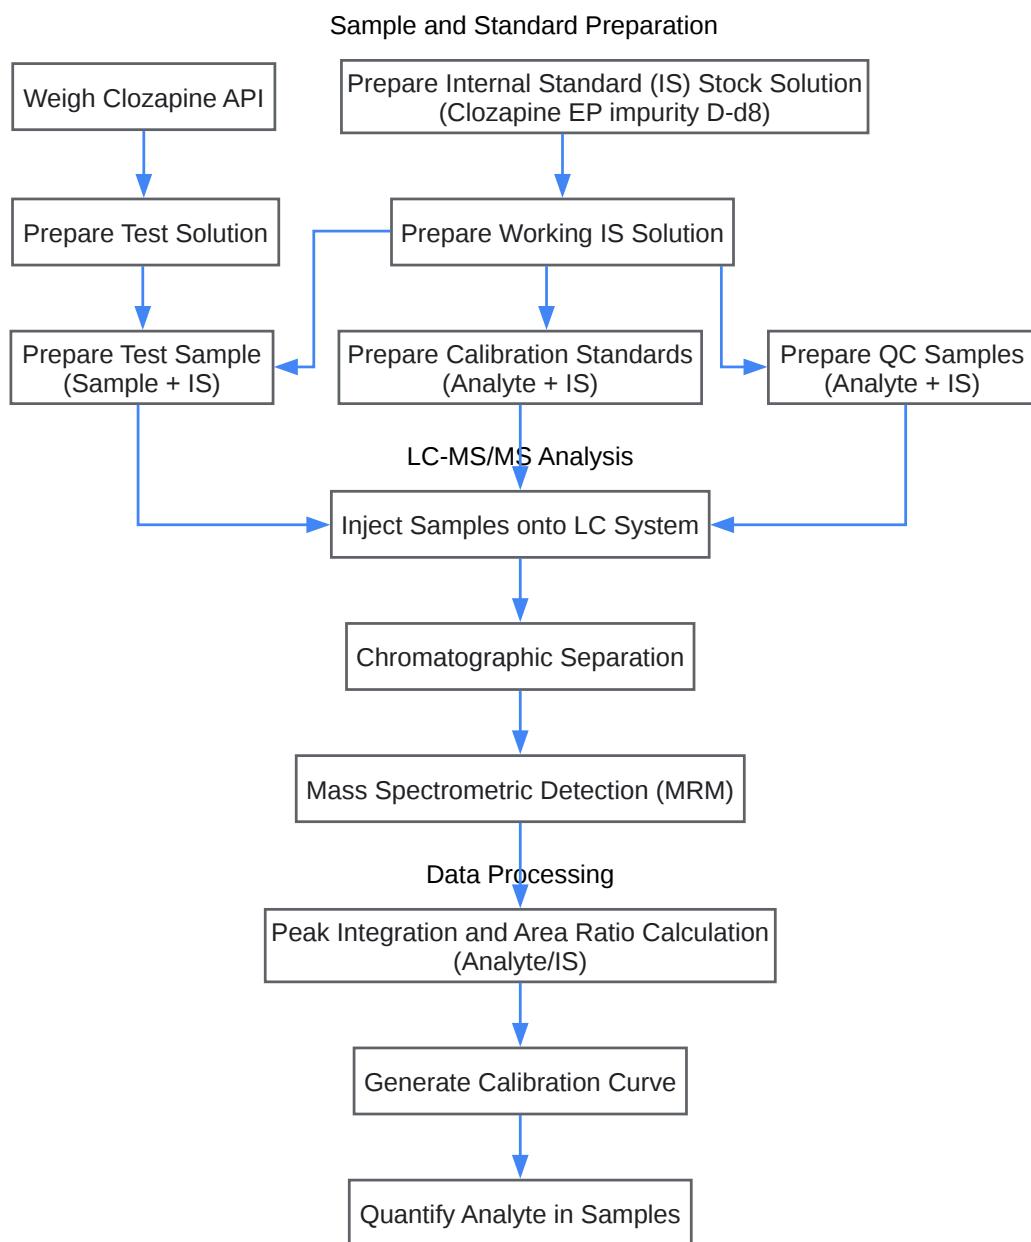 Sample and Standard Preparation
Weigh Clozapine API
Prepare Internal Standard (IS) Stock Solution
(Clozapine EP impurity D-d8)
Prepare Test Solution
Prepare Working IS Solution
Prepare Test Sample
(Sample + IS)
Prepare Calibration Standards
(Analyte + IS)
Prepare QC Samples
(Analyte + IS)
LC-MS/MS Analysis
Inject Samples onto LC System
Chromatographic Separation
Mass Spectrometric Detection (MRM)
Data Processing
Peak Integration and Area Ratio Calculation
(Analyte/IS)
Generate Calibration Curve
Quantify Analyte in Samples